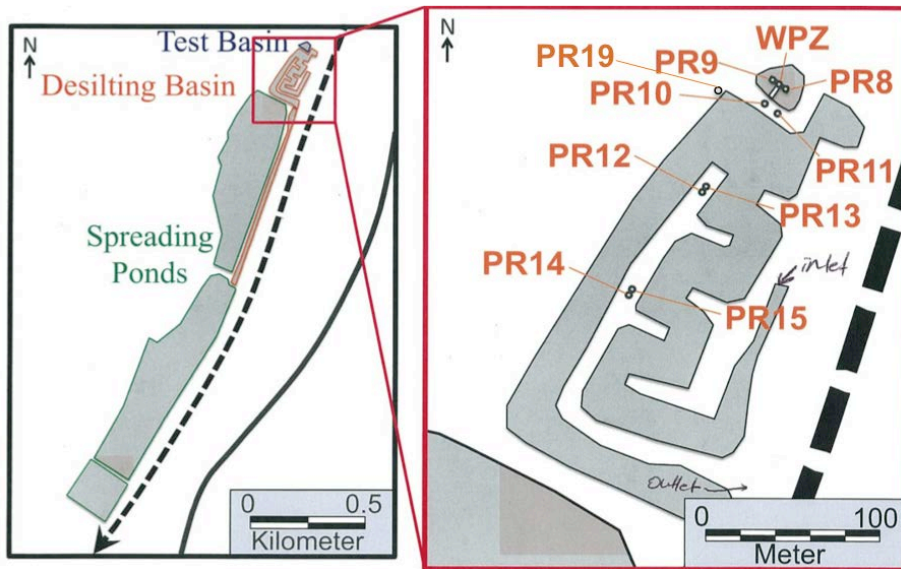 N
Test Basin
Desilting Basin
Spreading
Ponds
0 0.5
Kilometer
N
WPZ
PR19
PR9
PR8
PR10
PR11
PR12
PR13
PR14
PR15
inlet
outlet
0 100
Meter